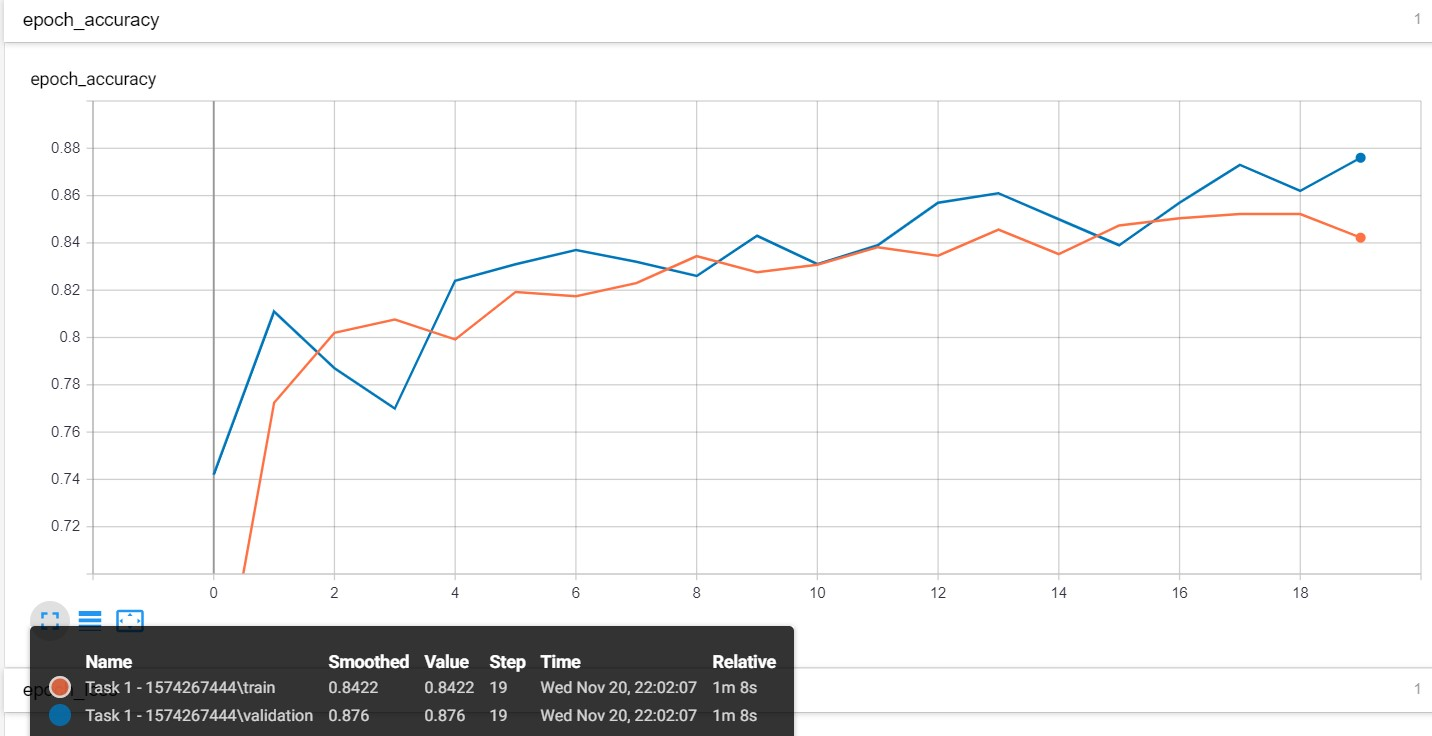 epoch_accuracy 1
epoch_accuracy
0.88
0.86
0.84
0.82
0.8
0.78
0.76
0.74
0.72
0 2 4 6 8 10 12 14 16 18
Name Smoothed Value Step Time Relative
Task 1 - 1574267444\train 0.8422 0.8422 19 Wed Nov 20, 22:02:07 1m 8s
1
Task 1 - 1574267444\validation 0.876 0.876 19 Wed Nov 20, 22:02:07 1m 8s